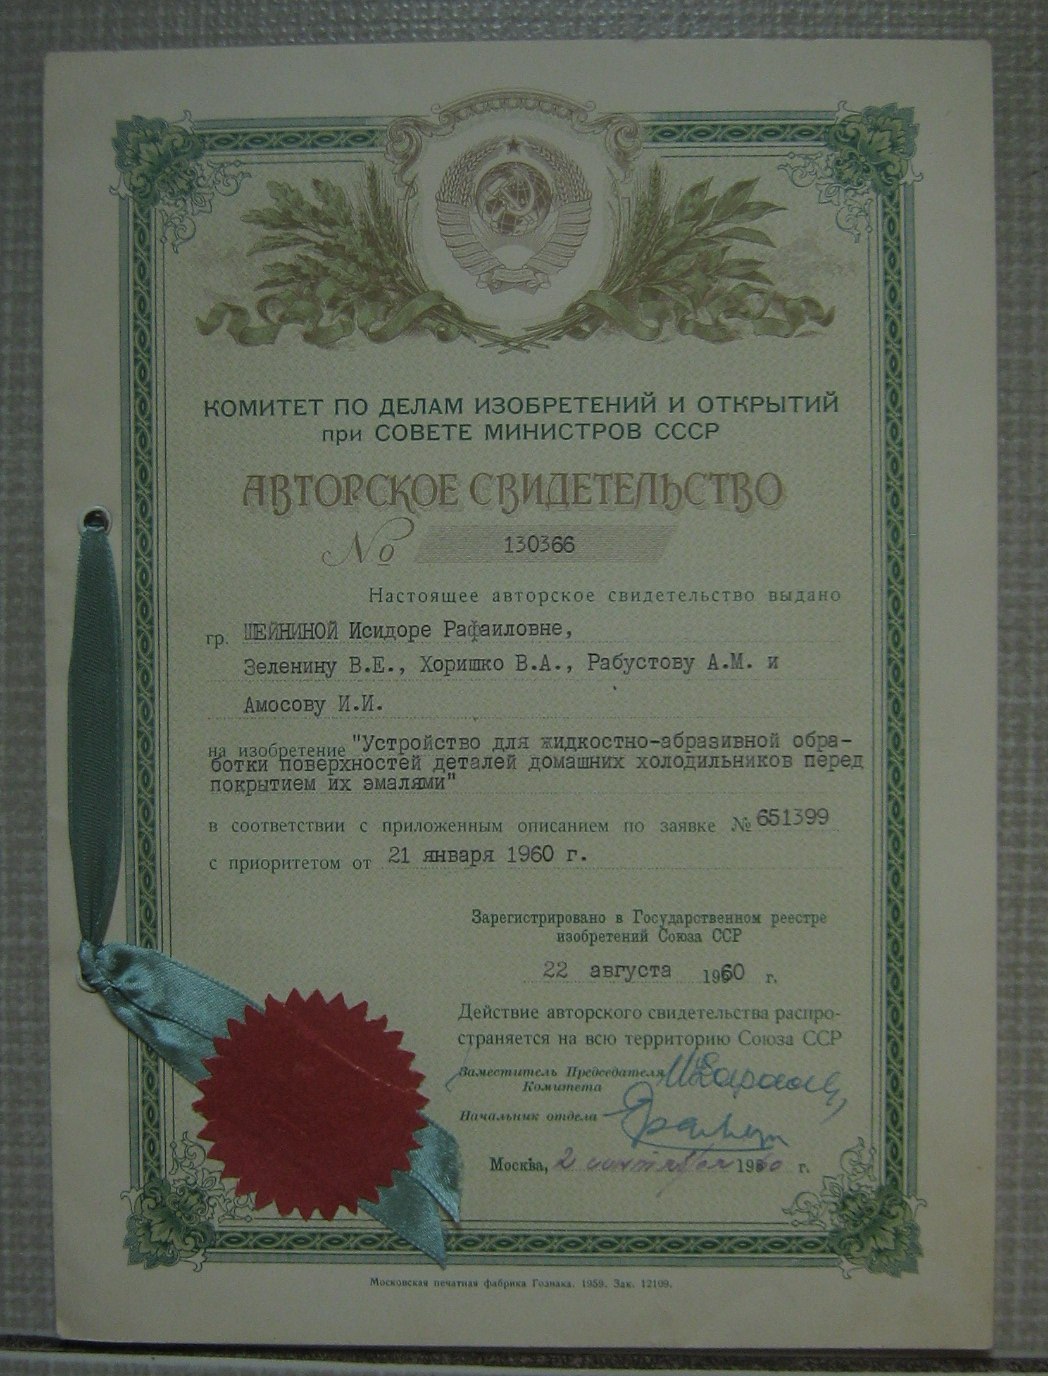 КОМИТЕТ ПО ДЕЛАМ ИЗОБРЕТЕНИЙ И ОТКРЫТИЙ
при СОВЕТЕ МИНИСТРОВ СССР
АВТОРСКОЕ СВИДЕТЕЛЬСТВО
№ 130366
Настоящее авторское свидетельство выдано
гр. ШЕЙНИНОЙ Исидоре Рафаиловне,
Зеленину В.Е., Хоришко В.А., Рабустову А.М. и
Амосову И.И.
на изобретение "Устройство для жидкостно-абразивной обра-
ботки поверхностей деталей домашних холодильников перед
покрытием их эмалями"
в соответствии с приложенным описанием по заявке № 651399
с приоритетом от 21 января 1960 г.
Зарегистрировано в Государственном реестре
изобретений Союза ССР
22 августа 1960 г.
Действие авторского свидетельства распро-
страняется на всю территорию Союза ССР
Заместитель Председателя
Комитета
Начальник отдела
Москва, 2 сентября 1960 г.
Московская печатная фабрика Гознака. 1959. Зак. 12109.